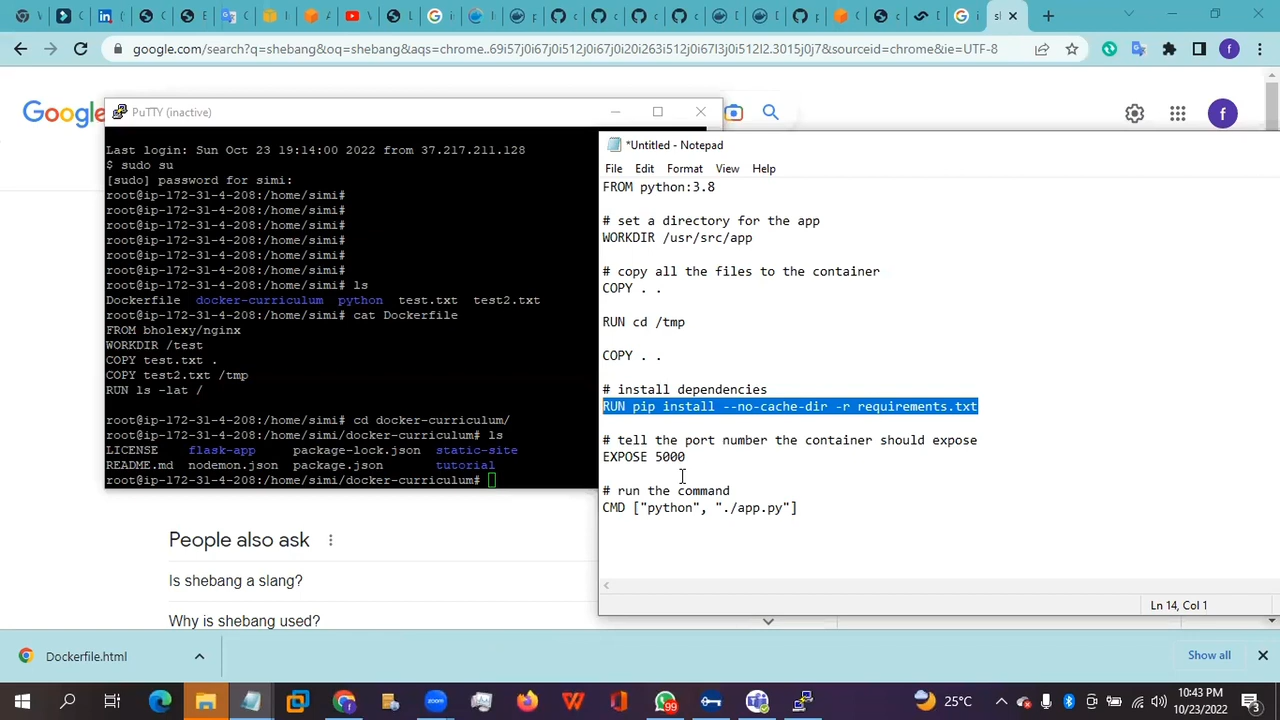 google.com/search?q=shebang&oq=shebang&aqs=chrome..69i57j0i67j0i512j0i67j0i20i263i512j0i67l3j0i512l2.3015j0j7&sourceid=chrome&ie=UTF-8
Google
f
PuTTY (inactive)
Last login: Sun Oct 23 19:14:00 2022 from 37.217.211.128
$ sudo su
[sudo] password for simi:
root@ip-172-31-4-208:/home/simi#
root@ip-172-31-4-208:/home/simi#
root@ip-172-31-4-208:/home/simi#
root@ip-172-31-4-208:/home/simi#
root@ip-172-31-4-208:/home/simi#
root@ip-172-31-4-208:/home/simi#
root@ip-172-31-4-208:/home/simi# ls
Dockerfile docker-curriculum python test.txt test2.txt
root@ip-172-31-4-208:/home/simi# cat Dockerfile
FROM bholexy/nginx
WORKDIR /test
COPY test.txt .
COPY test2.txt /tmp
RUN ls -lat /
root@ip-172-31-4-208:/home/simi# cd docker-curriculum/
root@ip-172-31-4-208:/home/simi/docker-curriculum# ls
LICENSE flask-app package-lock.json static-site
README.md nodemon.json package.json tutorial
root@ip-172-31-4-208:/home/simi/docker-curriculum#
*Untitled - Notepad
File Edit Format View Help
FROM python:3.8
# set a directory for the app
WORKDIR /usr/src/app
# copy all the files to the container
COPY . .
RUN cd /tmp
COPY . .
# install dependencies
RUN pip install --no-cache-dir -r requirements.txt
# tell the port number the container should expose
EXPOSE 5000
# run the command
CMD ["python", "./app.py"]
Ln 14, Col 1
People also ask
Is shebang a slang?
Why is shebang used?
Dockerfile.html
Show all
zoom
99
25°C
10:43 PM
10/23/2022
3